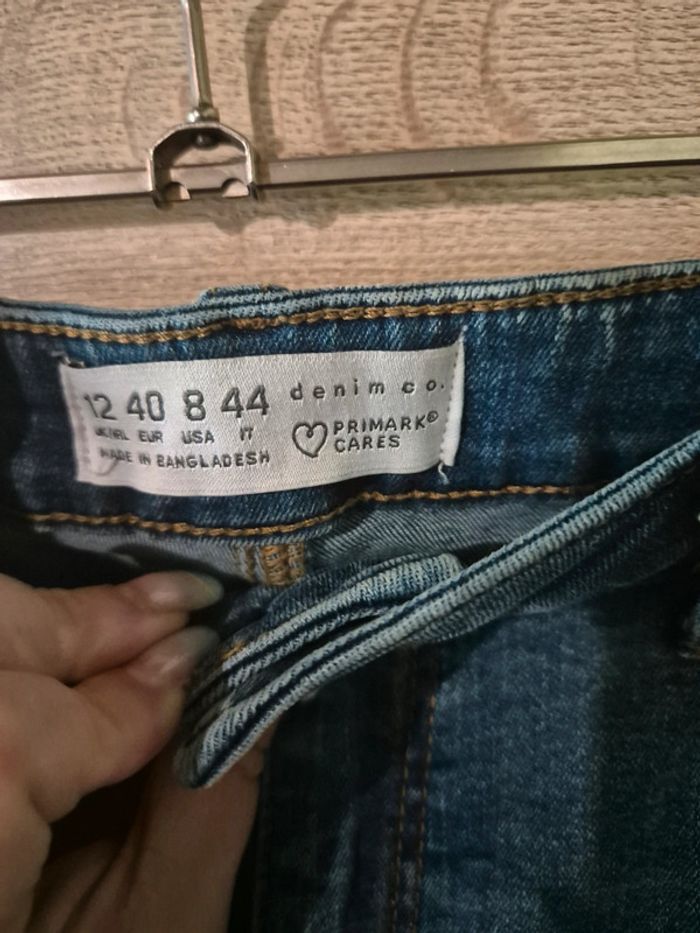 12 40 8 44
UK/IRL EUR USA IT
MADE IN BANGLADESH
denim co.
PRIMARK®
CARES